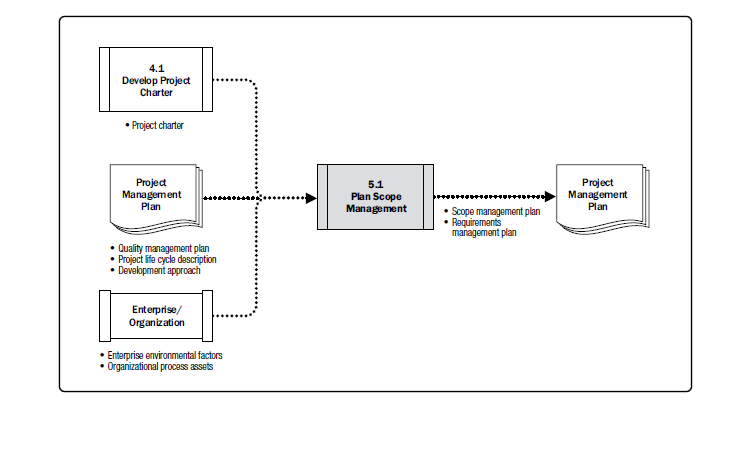 4.1
Develop Project
Charter
• Project charter
Project
Management
Plan
• Quality management plan
• Project life cycle description
• Development approach
Enterprise/
Organization
• Enterprise environmental factors
• Organizational process assets
5.1
Plan Scope
Management
• Scope management plan
• Requirements
management plan
Project
Management
Plan